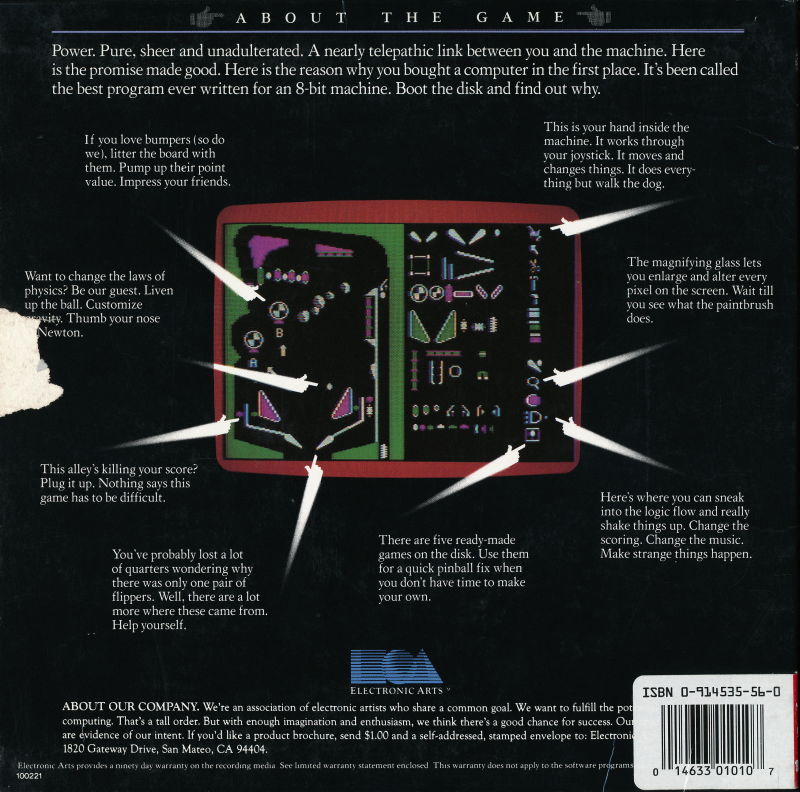 ABOUT THE GAME
Power. Pure, sheer and unadulterated. A nearly telepathic link between you and the machine. Here
is the promise made good. Here is the reason why you bought a computer in the first place. It's been called
the best program ever written for an 8-bit machine. Boot the disk and find out why.
If you love bumpers (so do
we), litter the board with
them. Pump up their point
value. Impress your friends.
This is your hand inside the
machine. It works through
your joystick. It moves and
changes things. It does every-
thing but walk the dog.
Want to change the laws of
physics? Be our guest. Liven
up the ball. Customize
gravity. Thumb your nose
Newton.
The magnifying glass lets
you enlarge and alter every
pixel on the screen. Wait till
you see what the paintbrush
does.
B
A
This alley's killing your score?
Plug it up. Nothing says this
game has to be difficult.
You've probably lost a lot
of quarters wondering why
there was only one pair of
flippers. Well, there are a lot
more where these came from.
Help yourself.
There are five ready-made
games on the disk. Use them
for a quick pinball fix when
you don't have time to make
your own.
Here's where you can sneak
into the logic flow and really
shake things up. Change the
scoring. Change the music.
Make strange things happen.
ELECTRONIC ARTS™
ABOUT OUR COMPANY. We're an association of electronic artists who share a common goal. We want to fulfill the
computing. That's a tall order. But with enough imagination and enthusiasm, we think there's a good chance for success.
are evidence of our intent. If you'd like a product brochure, send $1.00 and a self-addressed, stamped envelope to:
1820 Gateway Drive, San Mateo, CA 94404.
Electronic Arts provides a ninety day warranty on the recording media See limited warranty statement enclosed This warranty does not apply to the software programs
100221
ISBN 0-914535-56-0
0 14633 01010 7